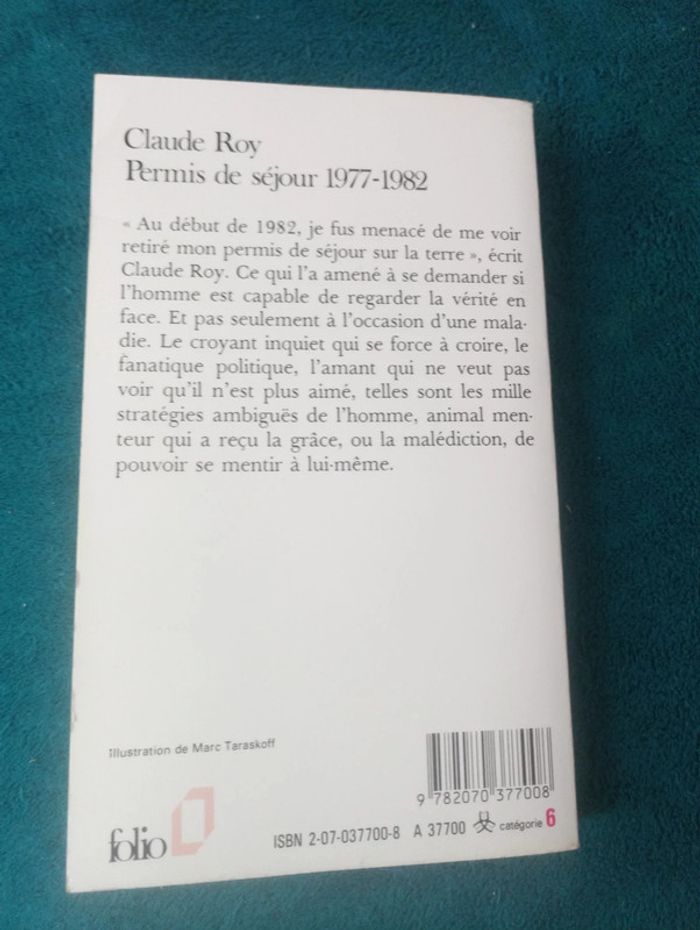 Claude Roy
Permis de séjour 1977-1982
« Au début de 1982, je fus menacé de me voir
retiré mon permis de séjour sur la terre », écrit
Claude Roy. Ce qui l'a amené à se demander si
l'homme est capable de regarder la vérité en
face. Et pas seulement à l'occasion d'une mala-
die. Le croyant inquiet qui se force à croire, le
fanatique politique, l'amant qui ne veut pas
voir qu'il n'est plus aimé, telles sont les mille
stratégies ambiguës de l'homme, animal men-
teur qui a reçu la grâce, ou la malédiction, de
pouvoir se mentir à lui-même.
Illustration de Marc Taraskoff
9 782070 377008
folio
ISBN 2-07-037700-8 A 37700 catégorie 6